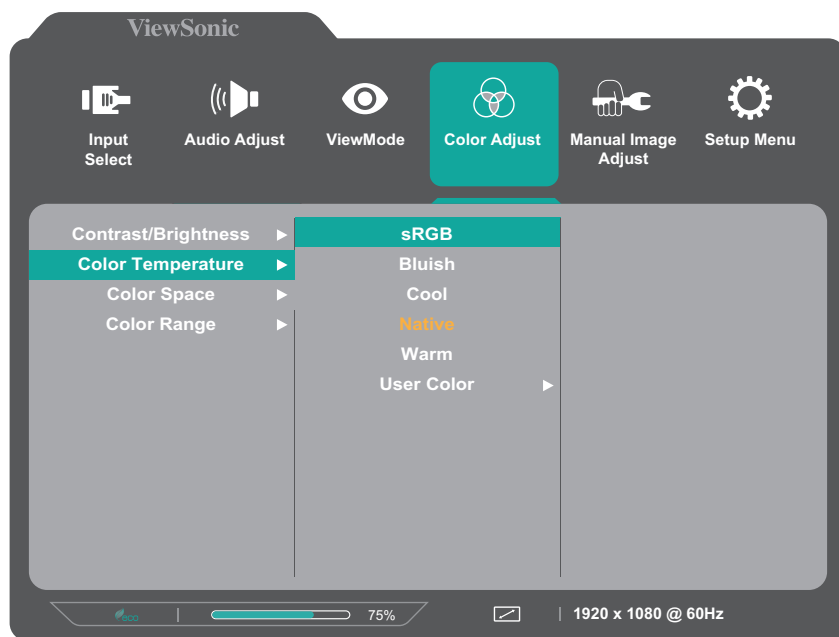 ViewSonic
Input
Select
Audio Adjust
ViewMode
Color Adjust
Manual Image
Adjust
Setup Menu
Contrast/Brightness
Color Temperature
Color Space
Color Range
sRGB
Bluish
Cool
Native
Warm
User Color
eco | 75%
| 1920 x 1080 @ 60Hz